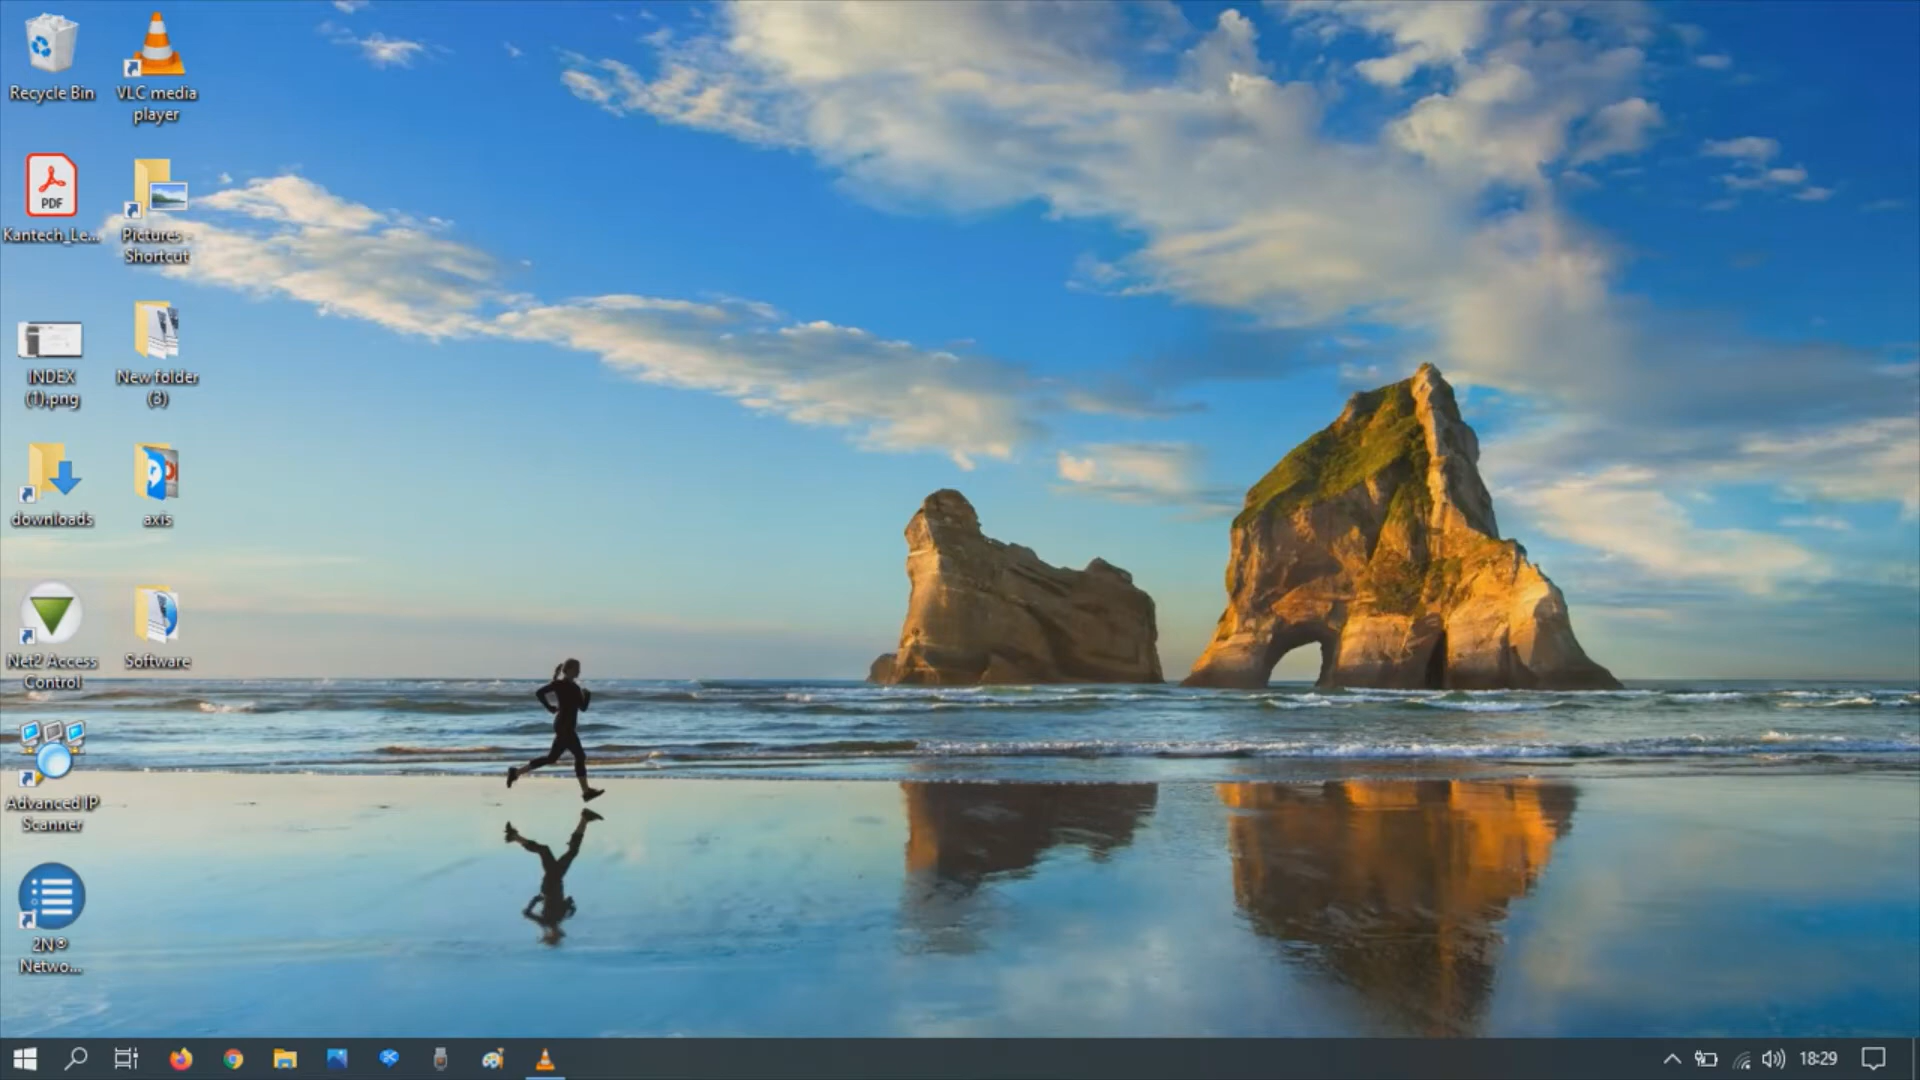 Recycle Bin
VLC media
player
PDF
Kantech_Le...
Pictures -
Shortcut
INDEX
(1).png
New folder
(3)
downloads
axis
Net2 Access
Control
Software
Advanced IP
Scanner
2N®
Netwo...
18:29